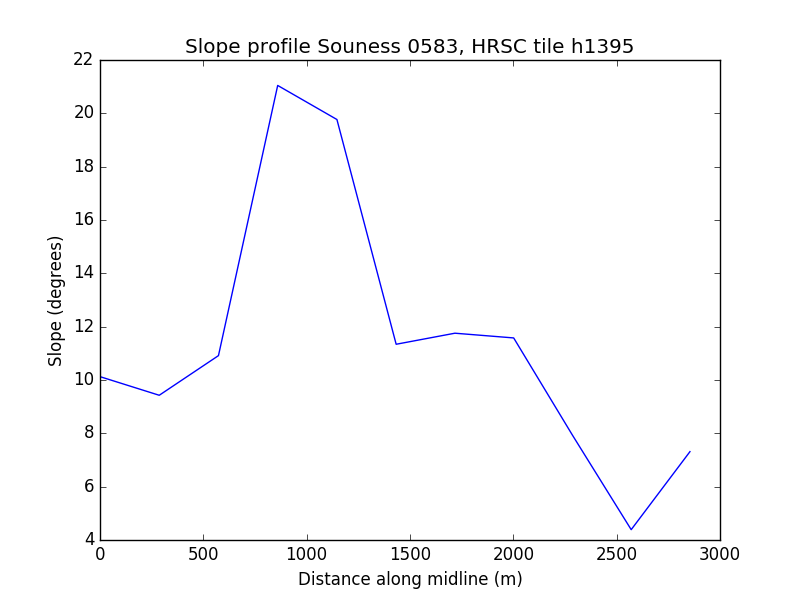 Slope profile Souness 0583, HRSC tile h1395
22
20
18
16
14
12
10
8
6
4
Slope (degrees)
0 500 1000 1500 2000 2500 3000
Distance along midline (m)